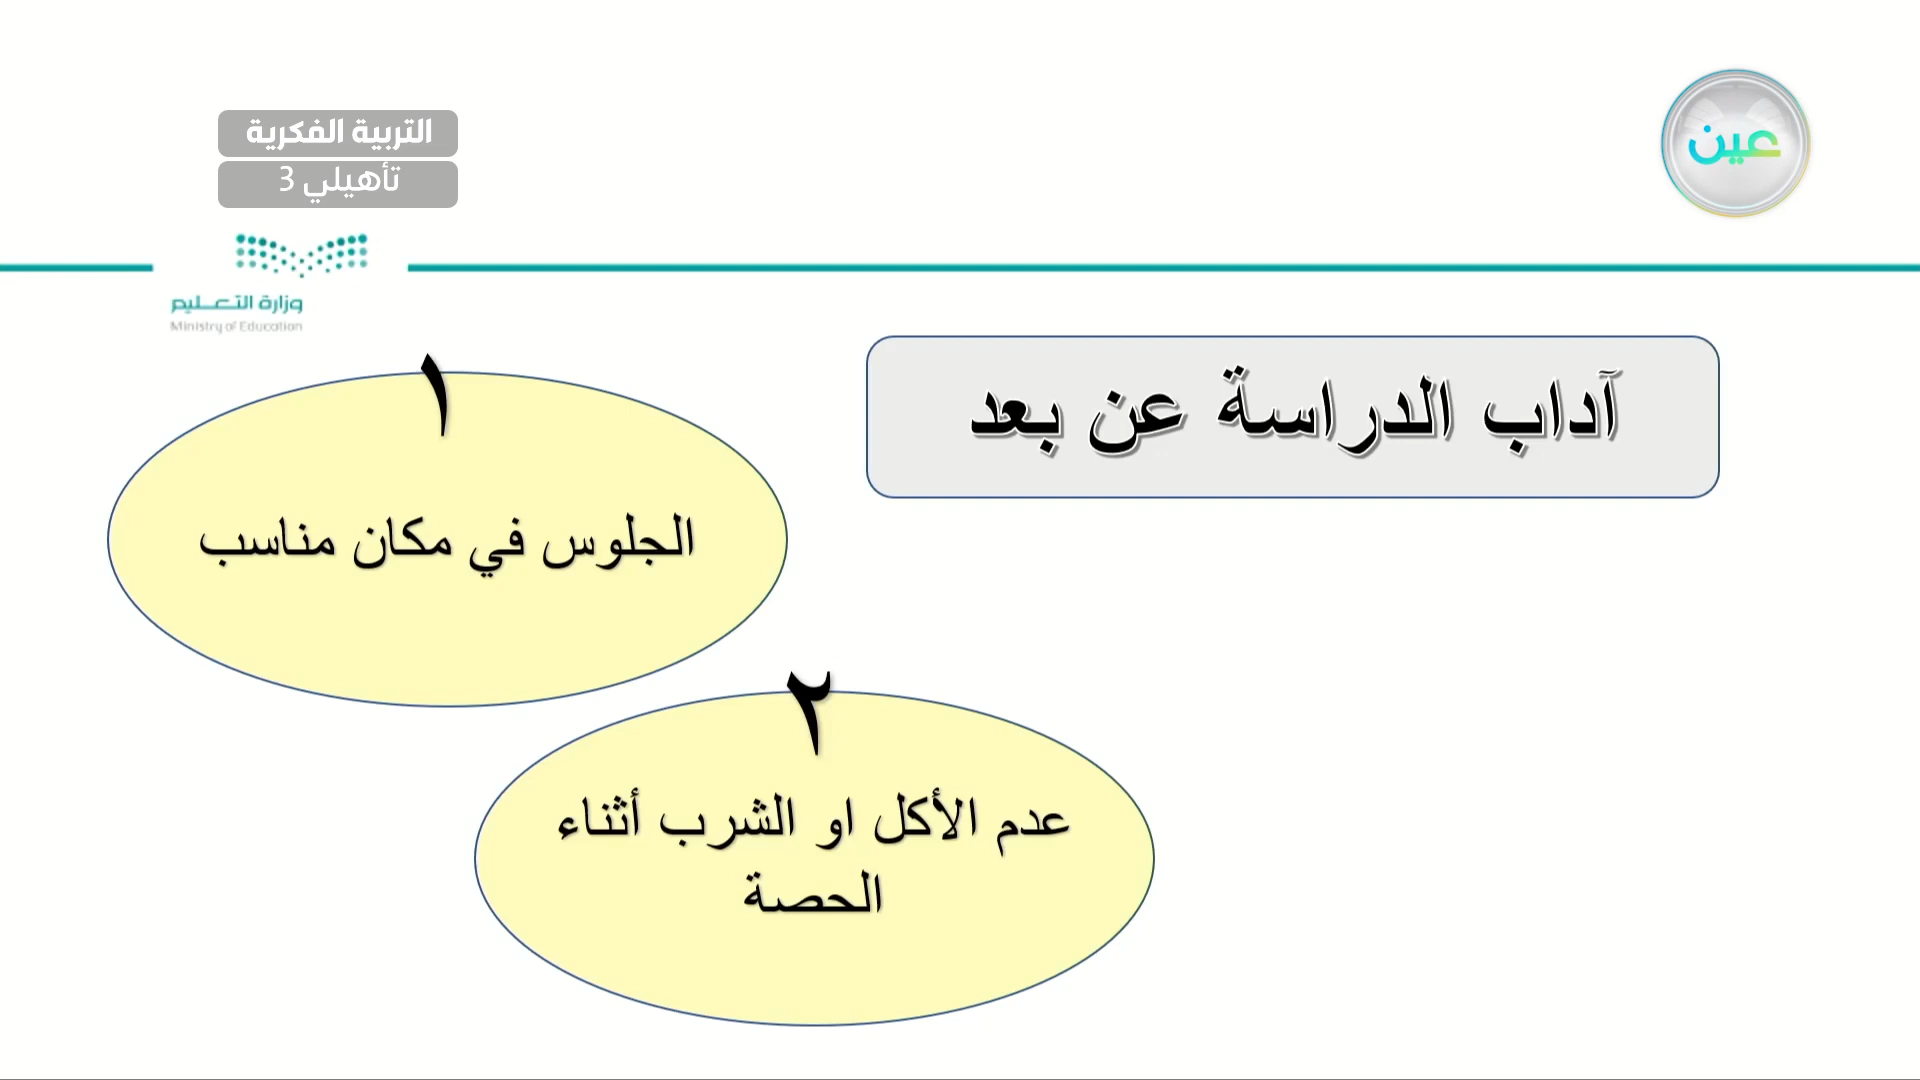 التربية الفكرية
تأهيلي 3
عين
وزارة التعليم
Ministry of Education
آداب الدراسة عن بعد
١
الجلوس في مكان مناسب
٢
عدم الأكل او الشرب أثناء
الحصة